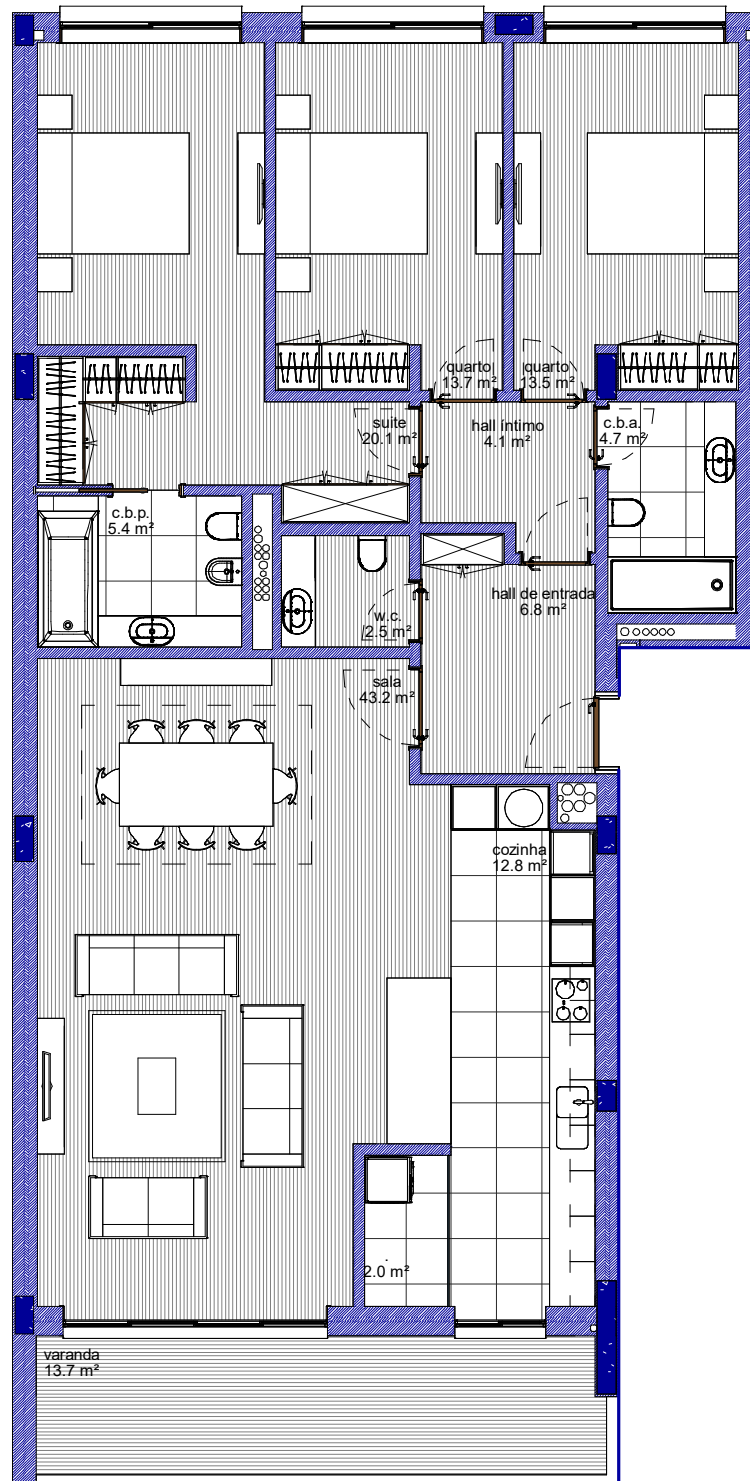 quarto
13.7 m²
quarto
13.5 m²
suite
20.1 m²
hall íntimo
4.1 m²
c.b.a.
4.7 m²
c.b.p.
5.4 m²
hall de entrada
6.8 m²
w.c.
2.5 m²
sala
43.2 m²
cozinha
12.8 m²
.
2.0 m²
varanda
13.7 m²